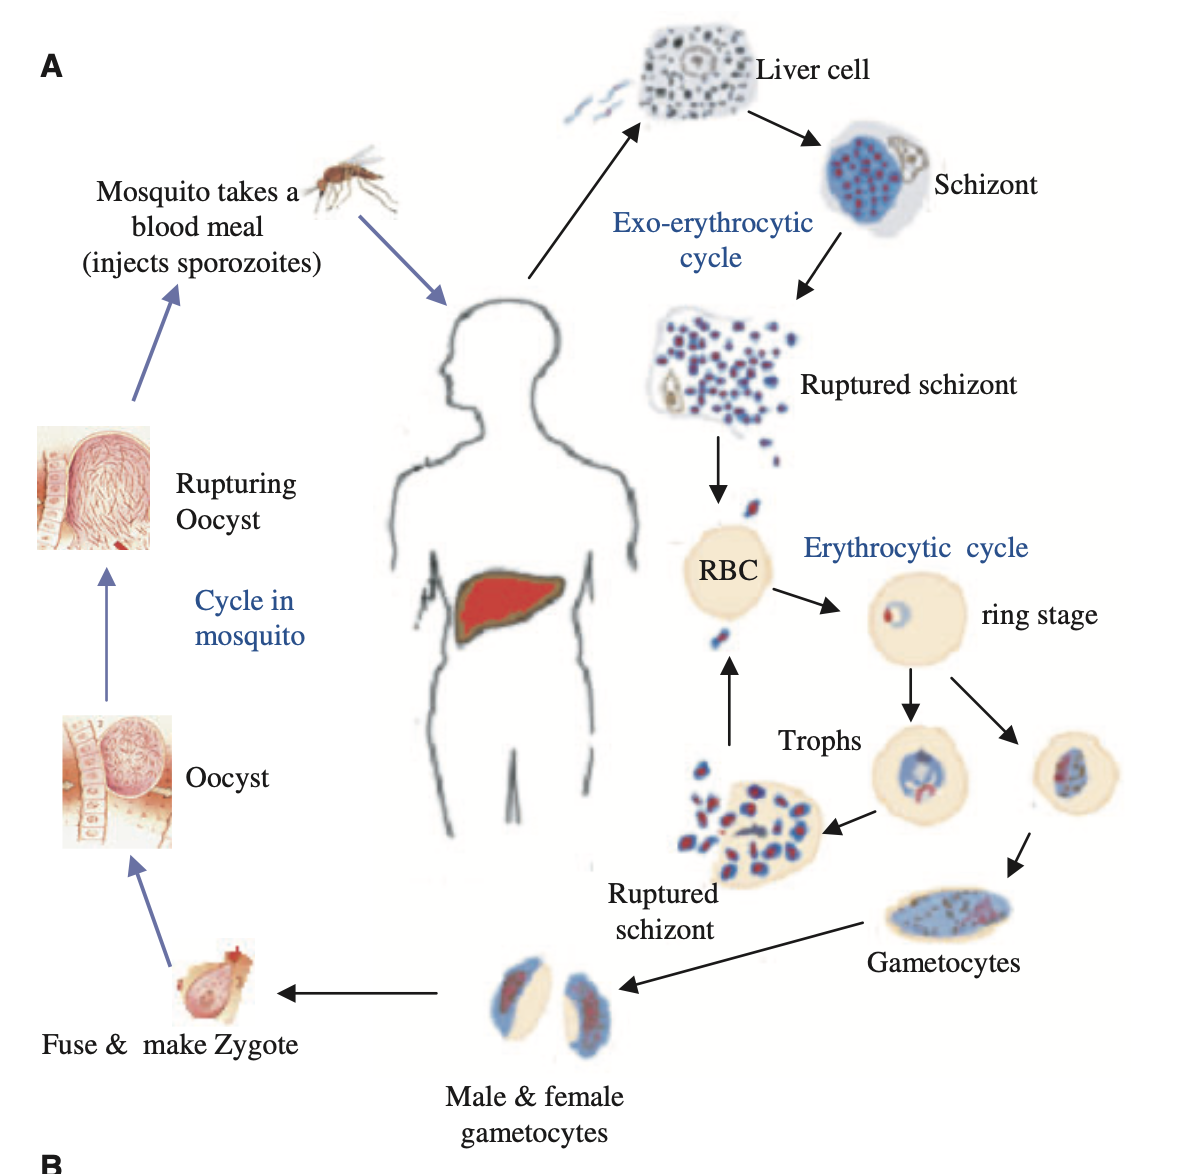 A
Liver cell
Mosquito takes a
blood meal
(injects sporozoites)
Schizont
Exo-erythrocytic
cycle
Ruptured schizont
Rupturing
Oocyst
RBC
Erythrocytic cycle
ring stage
Cycle in
mosquito
Trophs
Oocyst
Ruptured
schizont
Gametocytes
Fuse & make Zygote
Male & female
gametocytes
B